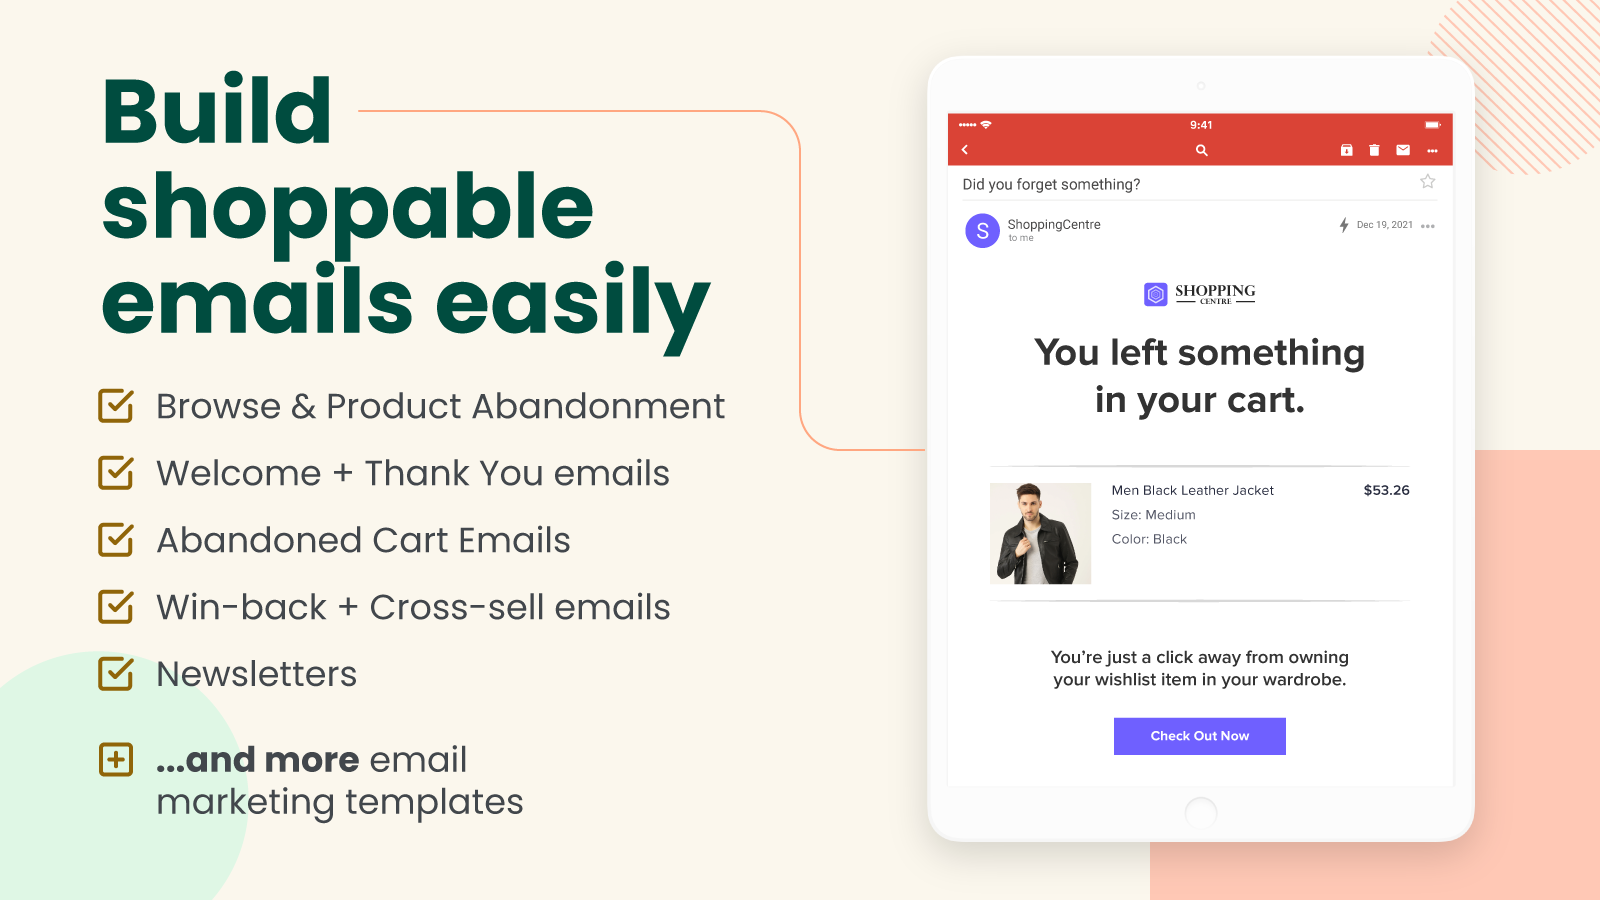 Build
shoppable
emails easily
Browse & Product Abandonment
Welcome + Thank You emails
Abandoned Cart Emails
Win-back + Cross-sell emails
Newsletters
...and more email
marketing templates
9:41
Did you forget something?
S
ShoppingCentre
to me
Dec 19, 2021
SHOPPING
CENTRE
You left something
in your cart.
Men Black Leather Jacket $53.26
Size: Medium
Color: Black
You’re just a click away from owning
your wishlist item in your wardrobe.
Check Out Now